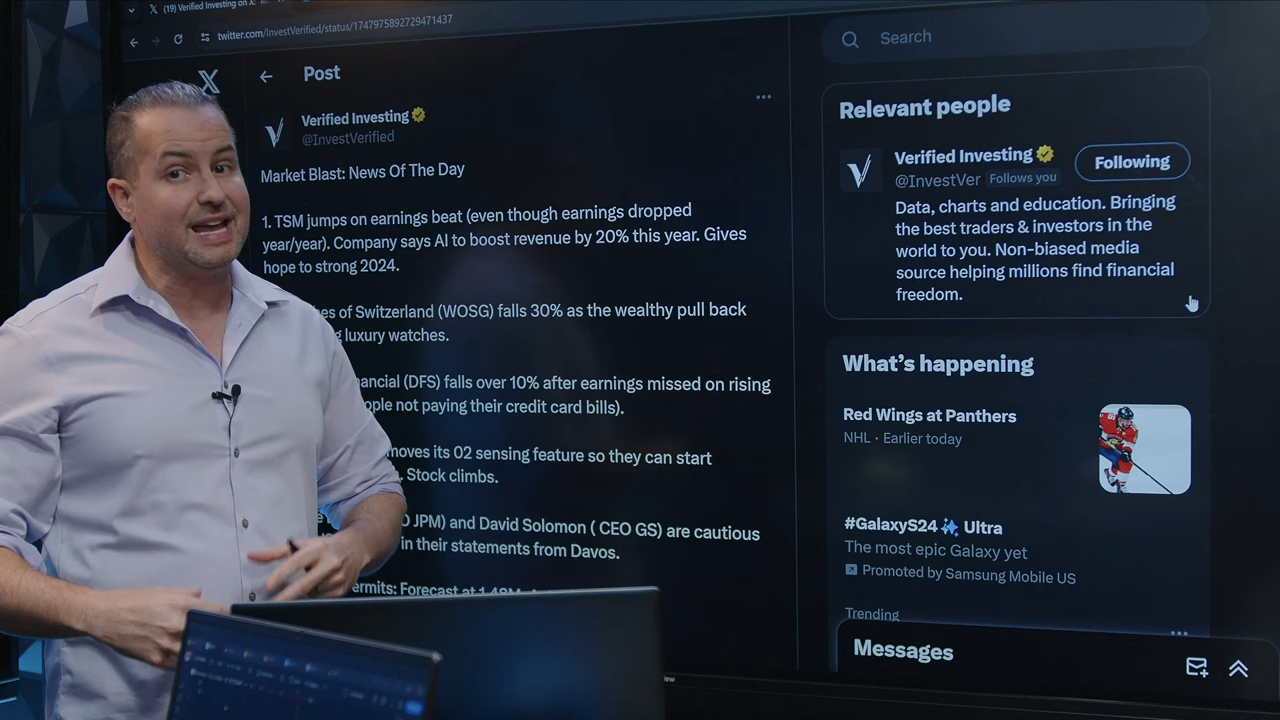 (19) Verified Investing on X:
twitter.com/InvestVerified/status/1747975892729471437
Post
Verified Investing
@InvestVerified
Market Blast: News Of The Day
1. TSM jumps on earnings beat (even though earnings dropped
year/year). Company says AI to boost revenue by 20% this year. Gives
hope to strong 2024.
es of Switzerland (WOSG) falls 30% as the wealthy pull back
luxury watches.
ancial (DFS) falls over 10% after earnings missed on rising
ople not paying their credit card bills).
moves its 02 sensing feature so they can start
. Stock climbs.
JPM) and David Solomon ( CEO GS) are cautious
in their statements from Davos.
ermits: Forecast at 1.48M
Search
Relevant people
Verified Investing
@InvestVer Follows you
Following
Data, charts and education. Bringing
the best traders & investors in the
world to you. Non-biased media
source helping millions find financial
freedom.
What's happening
Red Wings at Panthers
NHL · Earlier today
#GalaxyS24 Ultra
The most epic Galaxy yet
Promoted by Samsung Mobile US
Trending
Messages